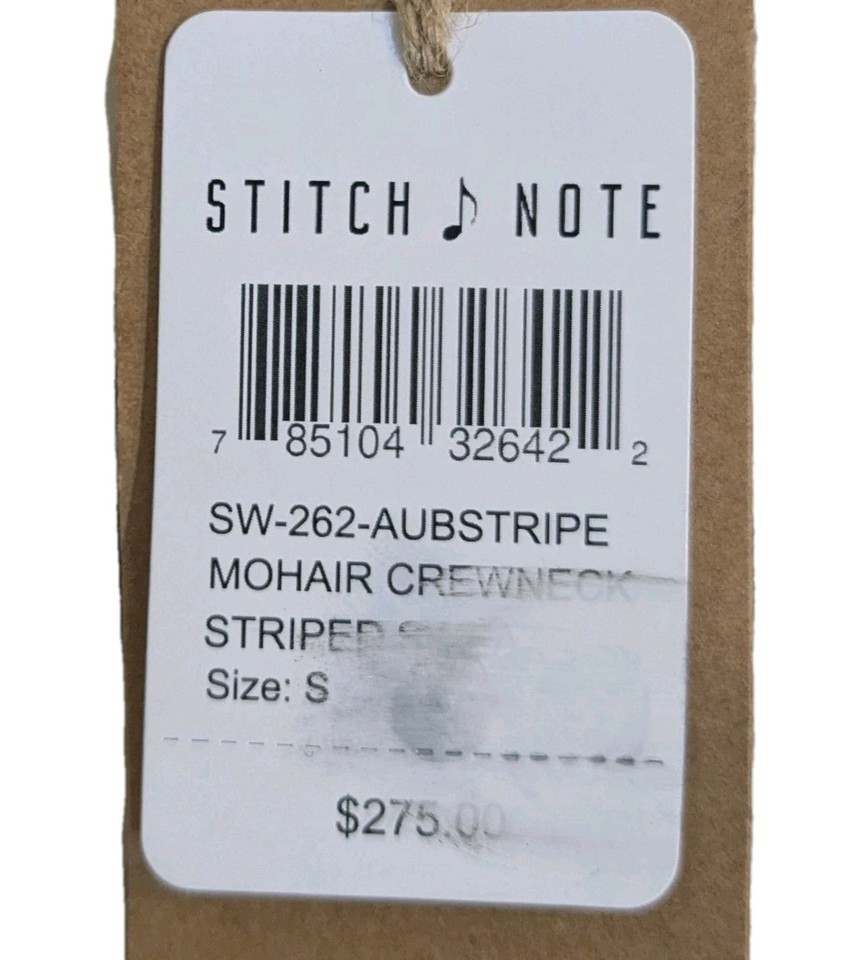 STITCH NOTE
7 85104 32642 2
SW-262-AUBSTRIPE
MOHAIR CREWNECK
STRIPED
Size: S
$275.00